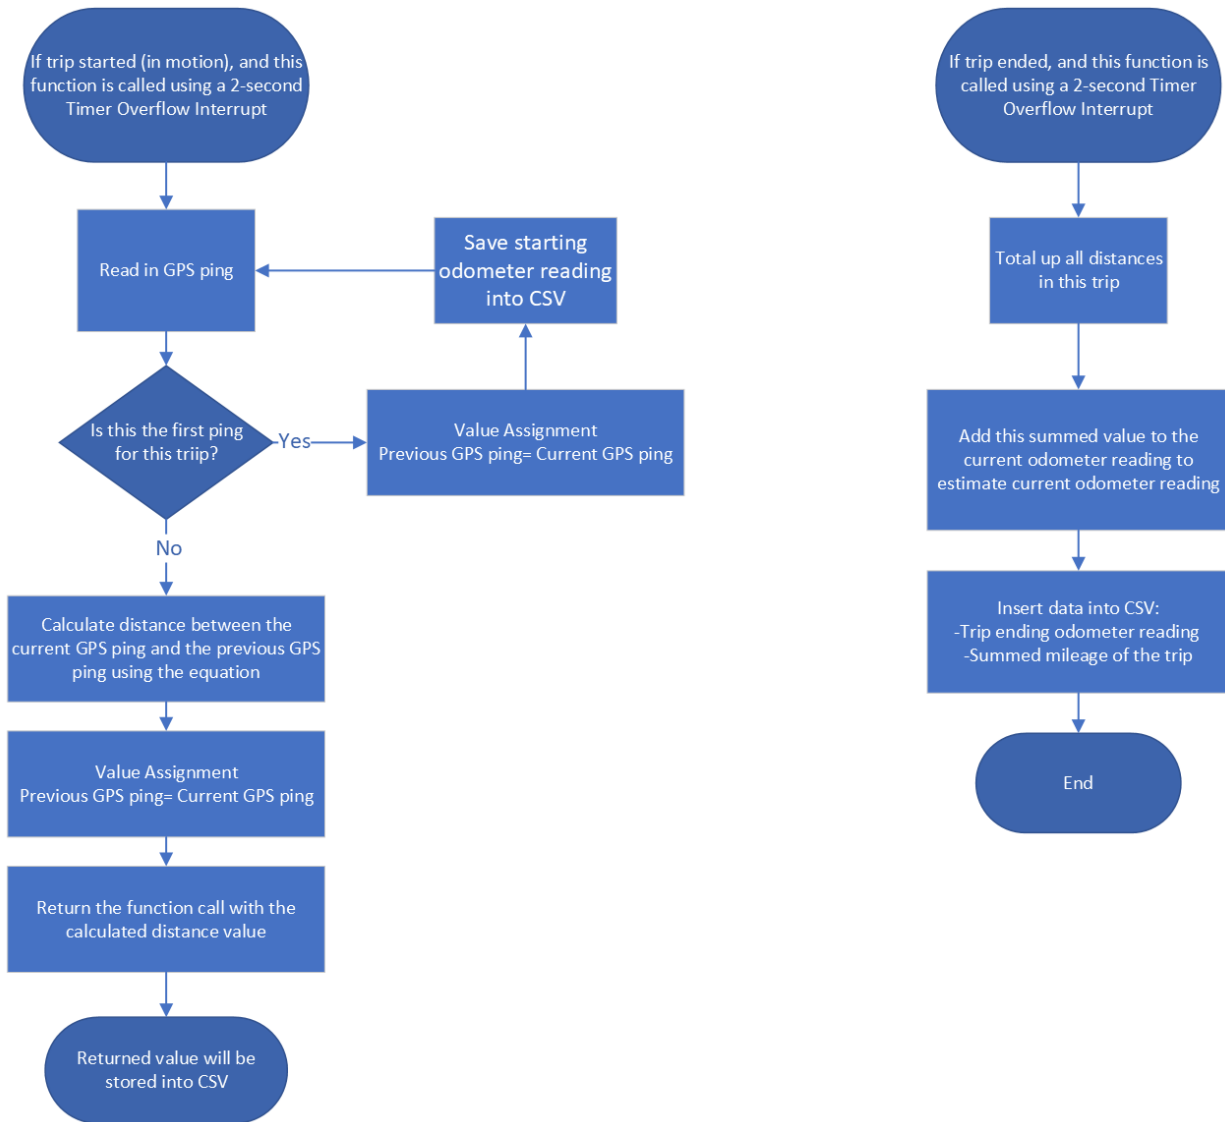 If trip started (in motion), and this
function is called using a 2-second
Timer Overflow Interrupt
Read in GPS ping
Save starting
odometer reading
into CSV
Is this the first ping
for this triip?
Yes
Value Assignment
Previous GPS ping= Current GPS ping
No
Calculate distance between the
current GPS ping and the previous GPS
ping using the equation
Value Assignment
Previous GPS ping= Current GPS ping
Return the function call with the
calculated distance value
Returned value will be
stored into CSV
If trip ended, and this function is
called using a 2-second Timer
Overflow Interrupt
Total up all distances
in this trip
Add this summed value to the
current odometer reading to
estimate current odometer reading
Insert data into CSV:
-Trip ending odometer reading
-Summed mileage of the trip
End